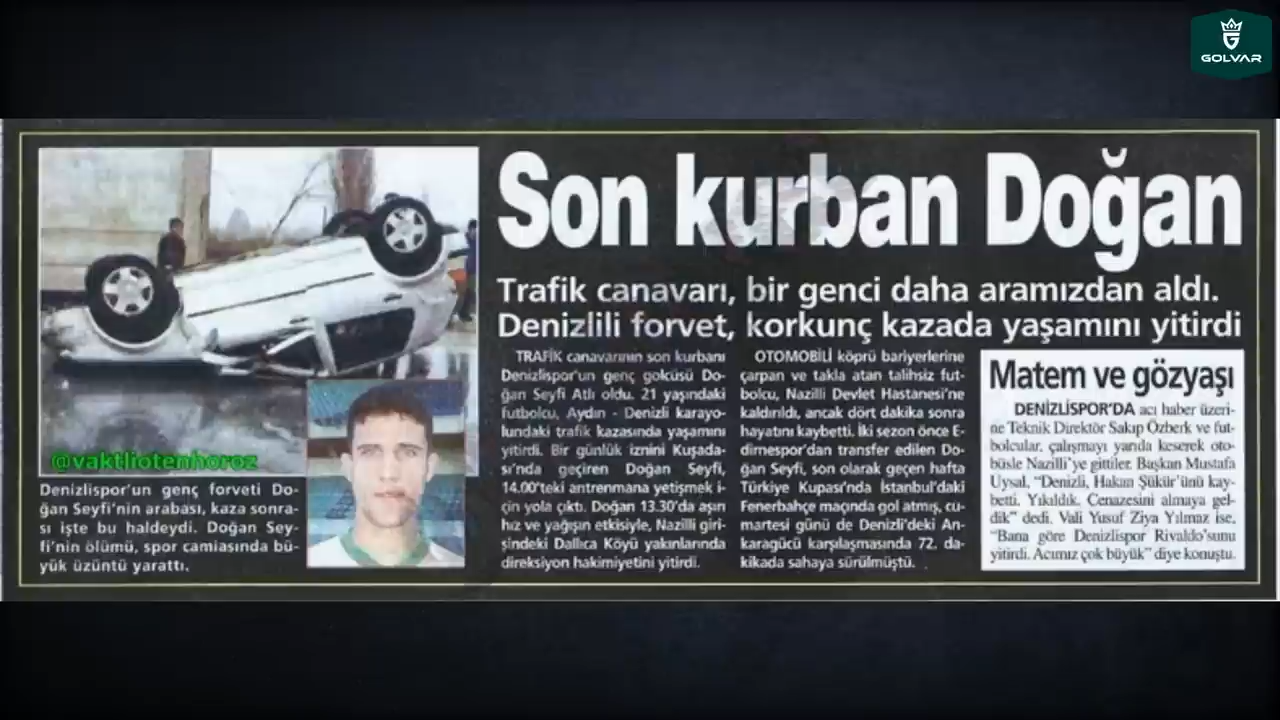 GOLVAR
Son kurban Doğan
Trafik canavarı, bir genci daha aramızdan aldı.
Denizlili forvet, korkunç kazada yaşamını yitirdi
@vaktliotenhoroz
Denizlispor'un genç forveti Do-
ğan Seyfi'nin arabası, kaza sonra-
sı işte bu haldeydi. Doğan Sey-
fi'nin ölümü, spor camiasında bü-
yük üzüntü yarattı.
TRAFİK canavarının son kurbanı
Denizlispor'un genç golcüsü Do-
ğan Seyfi Atlı oldu. 21 yaşındaki
futbolcu, Aydın - Denizli karayo-
lundaki trafik kazasında yaşamını
yitirdi. Bir günlük iznini Kuşada-
sı'nda geçiren Doğan Seyfi,
14.00'teki antrenmana yetişmek i-
çin yola çıktı. Doğan 13.30'da aşırı
hız ve yağışın etkisiyle, Nazilli giri-
şindeki Dallıca Köyü yakınlarında
direksiyon hakimiyetini yitirdi.
OTOMOBİLİ köprü bariyerlerine
çarpan ve takla atan talihsiz fut-
bolcu, Nazilli Devlet Hastanesi'ne
kaldırıldı, ancak dört dakika sonra
hayatını kaybetti. İki sezon önce E-
dirnespor'dan transfer edilen Do-
ğan Seyfi, son olarak geçen hafta
Türkiye Kupası'nda İstanbul'daki
Fenerbahçe maçında gol atmış, cu-
martesi günü de Denizli'deki An-
karagücü karşılaşmasında 72. da-
kikada sahaya sürülmüştü.
Matem ve gözyaşı
DENİZLİSPOR'DA acı haber üzeri-
ne Teknik Direktör Sakıp Özberk ve fut-
bolcular, çalışmayı yarıda keserek oto-
büsle Nazilli'ye gittiler. Başkan Mustafa
Uysal, "Denizli, Hakan Şükür'ünü kay-
betti. Yıkıldık. Cenazesini almaya gel-
dik" dedi. Vali Yusuf Ziya Yılmaz ise,
"Bana göre Denizlispor Rivaldo'sunu
yitirdi. Acımız çok büyük" diye konuştu.